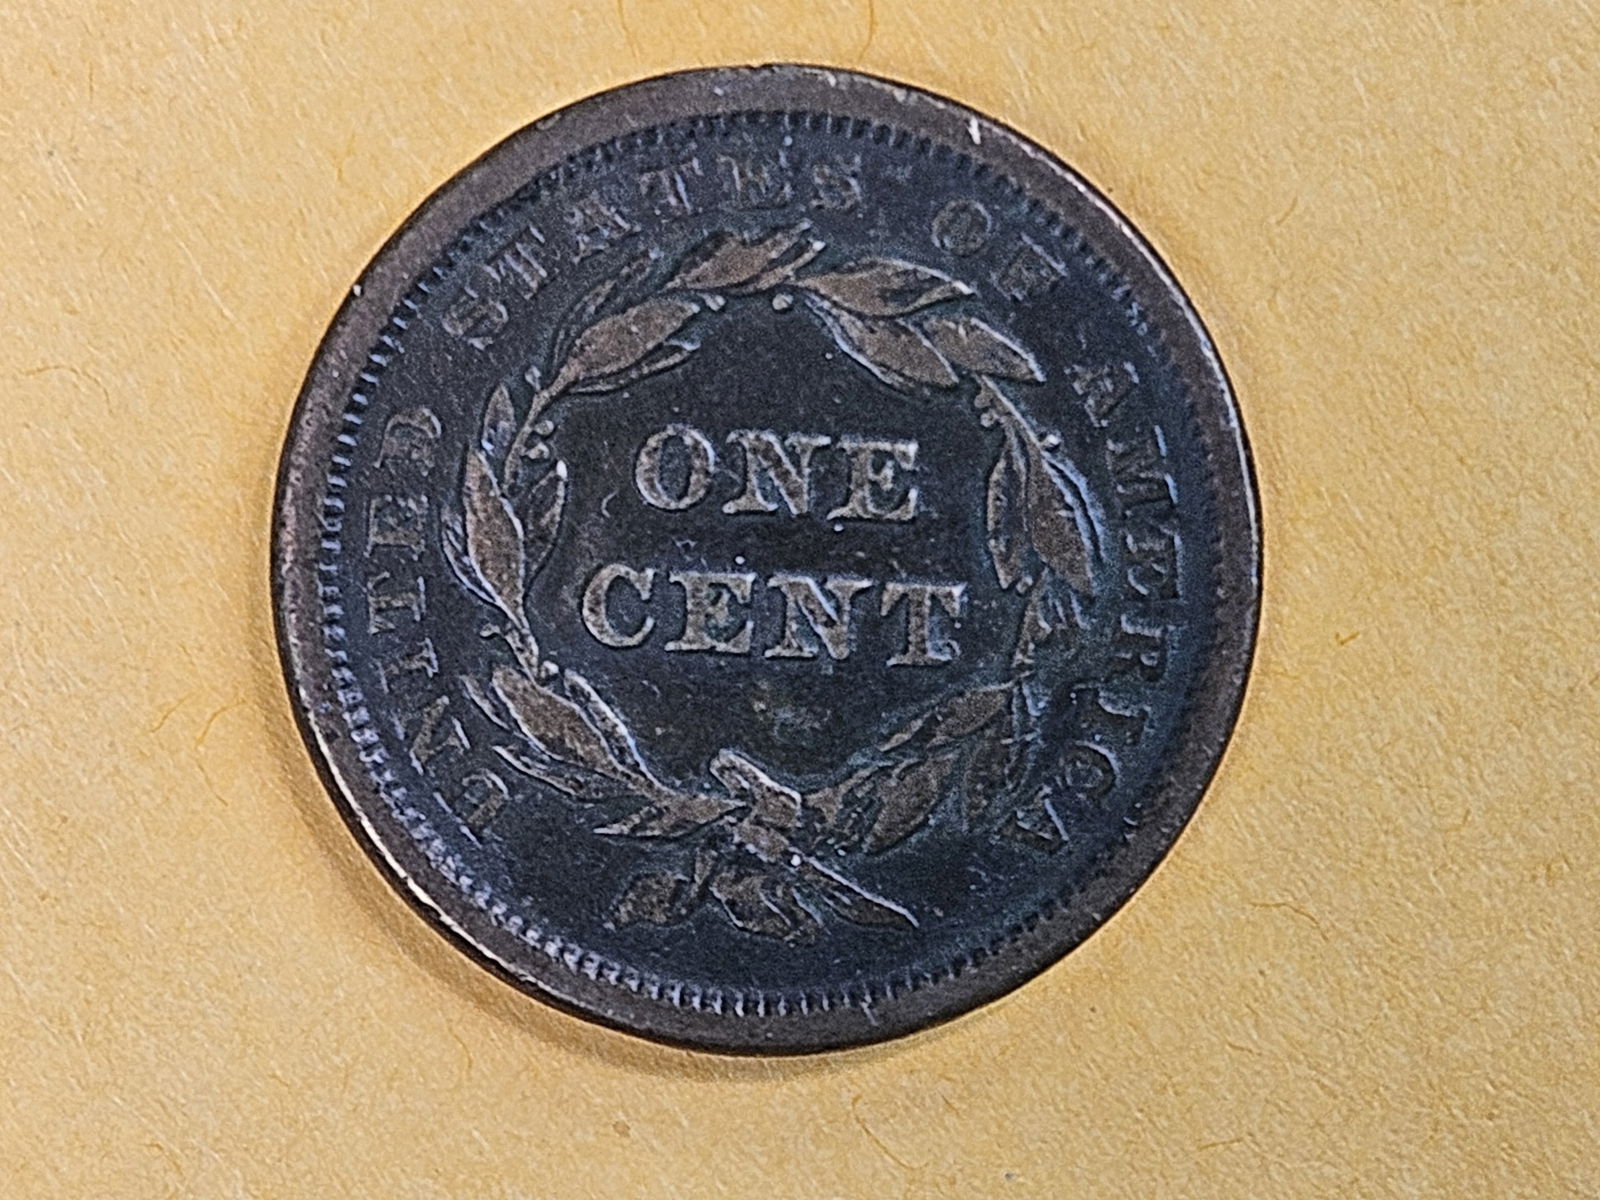 UNITED STATES OF AMERICA
ONE
CENT